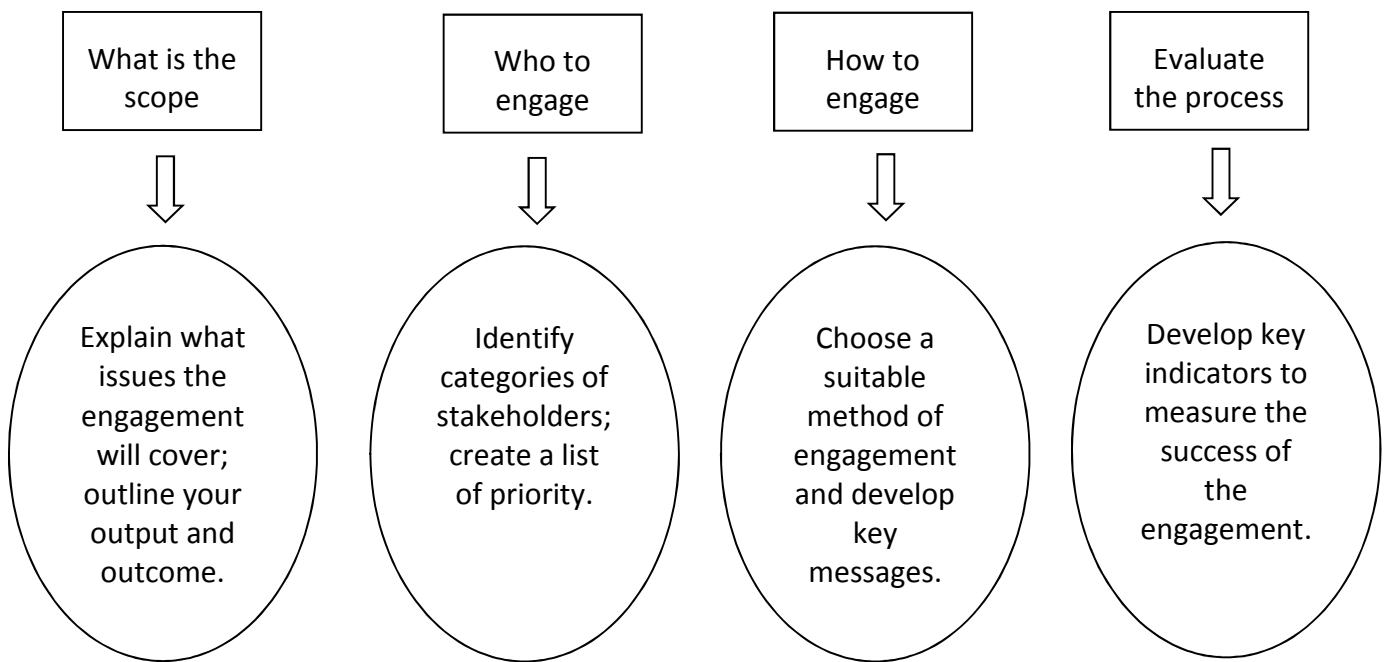 What is the
scope
Explain what
issues the
engagement
will cover;
outline your
output and
outcome.
Who to
engage
Identify
categories of
stakeholders;
create a list
of priority.
How to
engage
Choose a
suitable
method of
engagement
and develop
key
messages.
Evaluate
the process
Develop key
indicators to
measure the
success of
the
engagement.